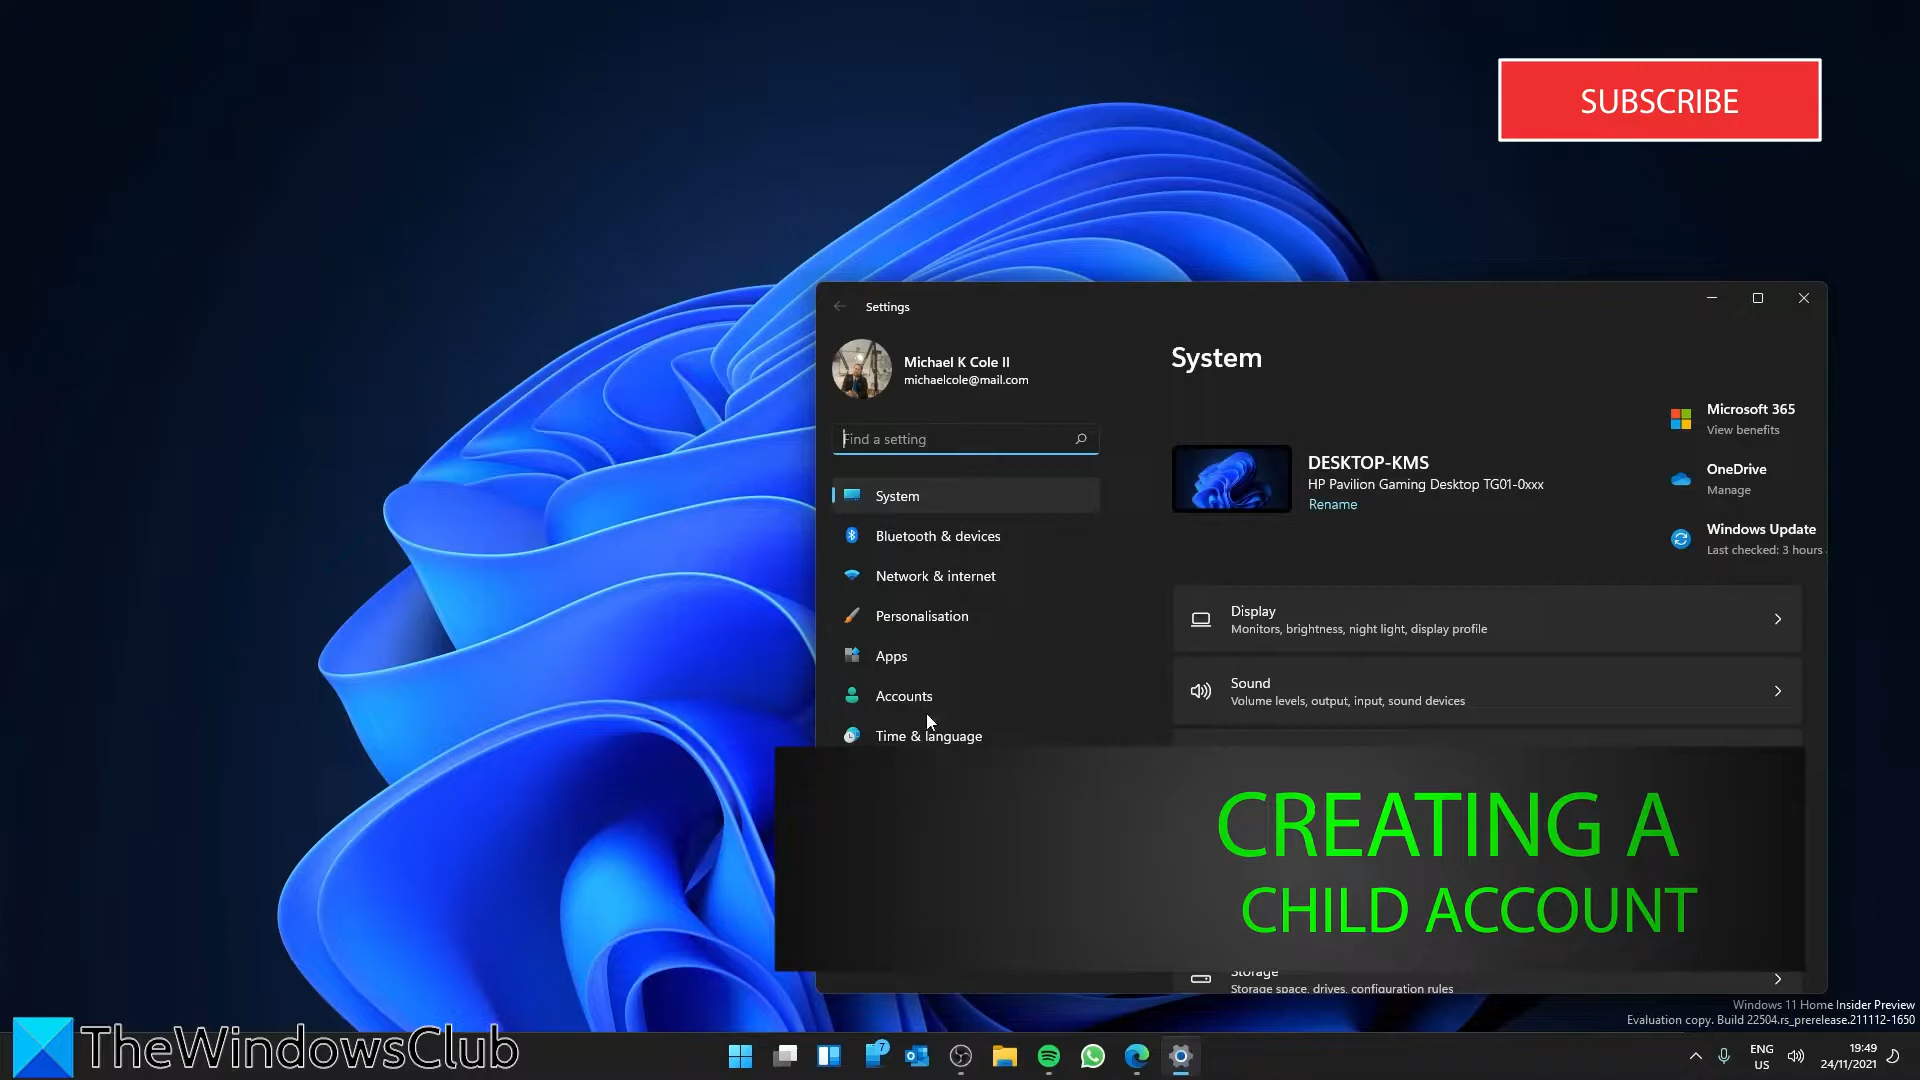 SUBSCRIBE
Settings
Michael K Cole II
michaelcole@mail.com
Find a setting
System
Bluetooth & devices
Network & internet
Personalisation
Apps
Accounts
Time & language
System
DESKTOP-KMS
HP Pavilion Gaming Desktop TG01-0xxx
Rename
Microsoft 365
View benefits
OneDrive
Manage
Windows Update
Last checked: 3 hours
Display
Monitors, brightness, night light, display profile
Sound
Volume levels, output, input, sound devices
CREATING A
CHILD ACCOUNT
Storage
Storage space, drives, configuration rules
Windows 11 Home Insider Preview
Evaluation copy. Build 22504.rs_prerelease.211112-1650
TheWindowsClub
7
ENG
US
19:49
24/11/2021